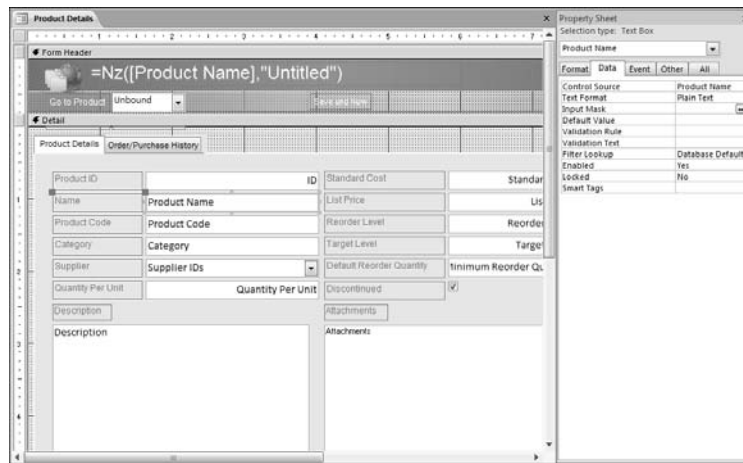 Product Details
Form Header
=Nz([Product Name],"Untitled")
Go to Product Unbound Save and New
Detail
Product Details Order/Purchase History
Product ID ID Standard Cost Standar
Name Product Name List Price Lis
Product Code Product Code Reorder Level Reorde
Category Category Target Level Targe
Supplier Supplier IDs Default Reorder Quantity
Minimum Reorder Qu
Quantity Per Unit Quantity Per Unit Discontinued
Description Attachments
Description Attachments
Property Sheet
Selection type: Text Box
Product Name
Format Data Event Other All
Control Source Product Name
Text Format Plain Text
Input Mask
Default Value
Validation Rule
Validation Text
Filter Lookup Database Default
Enabled Yes
Locked No
Smart Tags